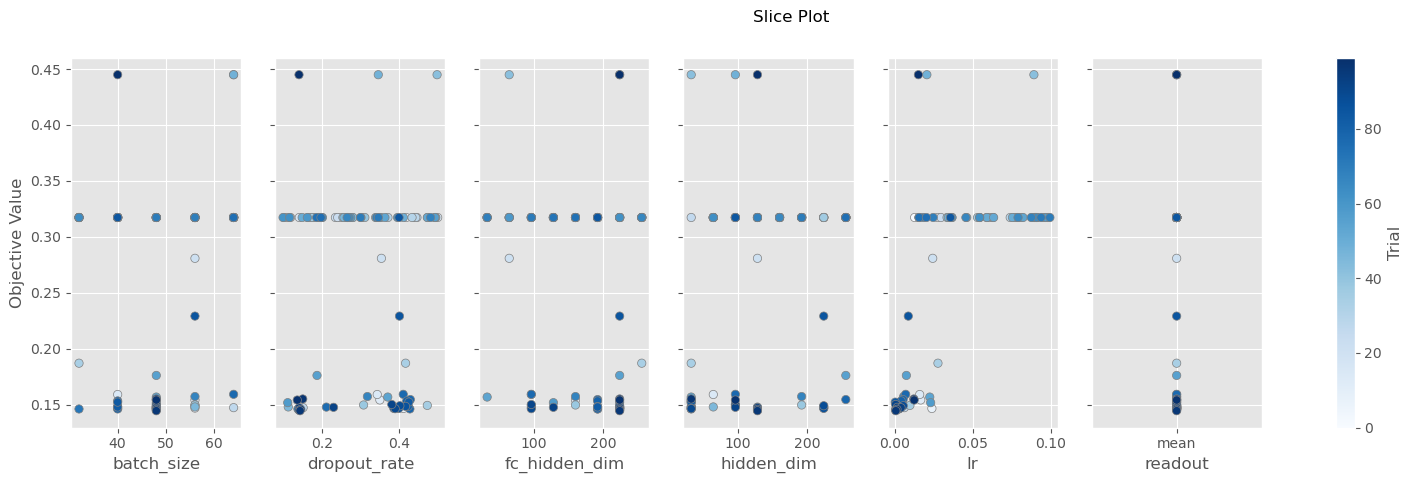 Slice Plot
Objective Value
0.45
0.40
0.35
0.30
0.25
0.20
0.15
40 60
batch_size
0.2 0.4
dropout_rate
100 200
fc_hidden_dim
100 200
hidden_dim
0.00 0.05 0.10
lr
mean
readout
80
60
40
20
0
Trial